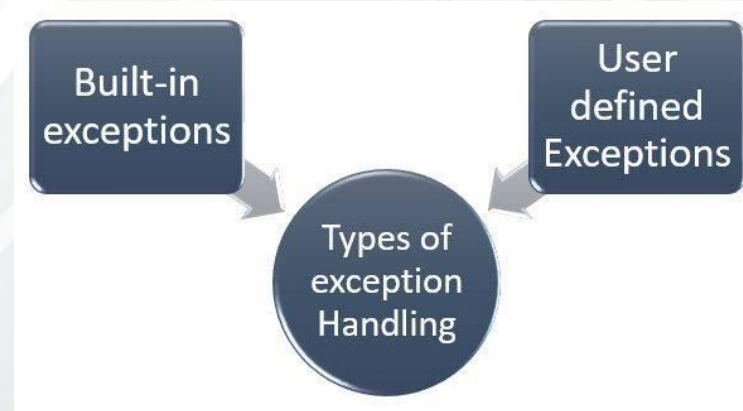 Built-in
exceptions
User
defined
Exceptions
Types of
exception
Handling